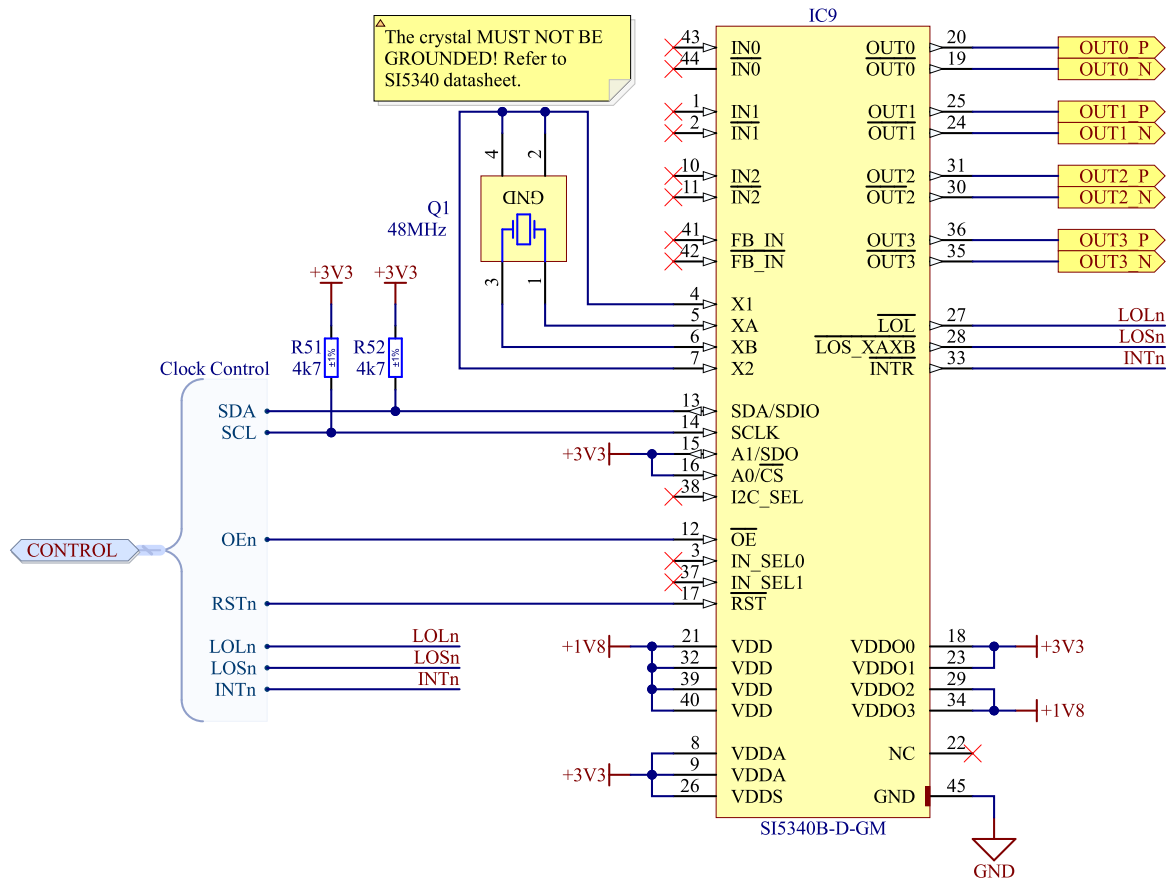 IC9
The crystal MUST NOT BE
GROUNDED! Refer to
SI5340 datasheet.
43 IN0 OUT0 20 OUT0_P
44 IN0 OUT0 19 OUT0_N
1 IN1 OUT1 25 OUT1_P
2 IN1 OUT1 24 OUT1_N
10 IN2 OUT2 31 OUT2_P
11 IN2 OUT2 30 OUT2_N
41 FB_IN OUT3 36 OUT3_P
42 FB_IN OUT3 35 OUT3_N
4 2
GND
Q1
48MHz
3 1
4 X1
5 XA LOL 27 LOLn
6 XB LOS_XAXB 28 LOSn
7 X2 INTR 33 INTn
+3V3 +3V3
R51 ±1% R52 ±1%
4k7 4k7
Clock Control
SDA 13 SDA/SDIO
SCL 14 SCLK
+3V3 15 A1/SDO
16 A0/CS
38 I2C_SEL
CONTROL
OEn 12 OE
3 IN_SEL0
37 IN_SEL1
RSTn 17 RST
LOLn LOLn
LOSn LOSn
INTn INTn
+1V8 21 VDD VDDO0 18 +3V3
32 VDD VDDO1 23
39 VDD VDDO2 29
40 VDD VDDO3 34 +1V8
8 VDDA NC 22
+3V3 9 VDDA
26 VDDS GND 45
SI5340B-D-GM
GND